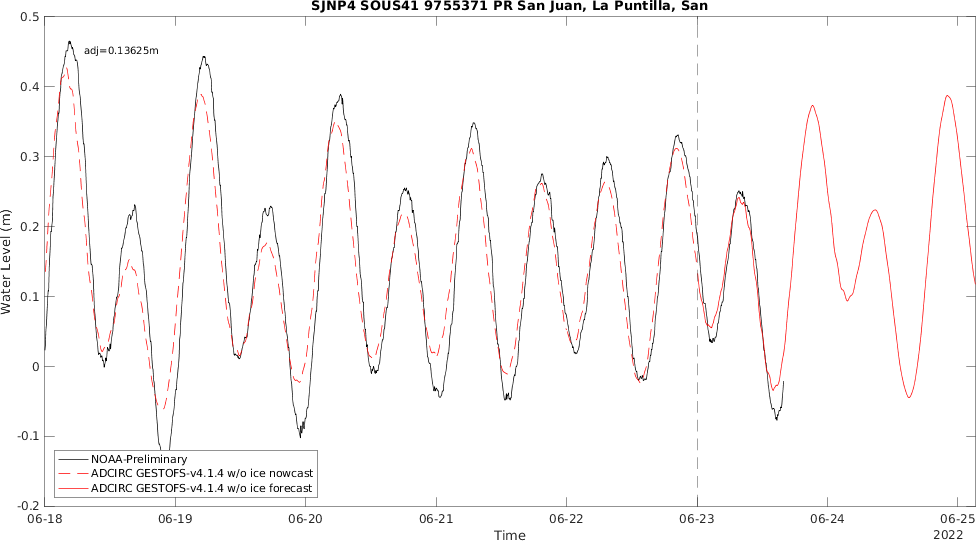 SJNP4 SOUS41 9755371 PR San Juan, La Puntilla, San
adj=0.13625m
Water Level (m)
0.5
0.4
0.3
0.2
0.1
0
-0.1
-0.2
NOAA-Preliminary
ADCIRC GESTOFS-v4.1.4 w/o ice nowcast
ADCIRC GESTOFS-v4.1.4 w/o ice forecast
06-18 06-19 06-20 06-21 06-22 06-23 06-24 06-25
Time
2022